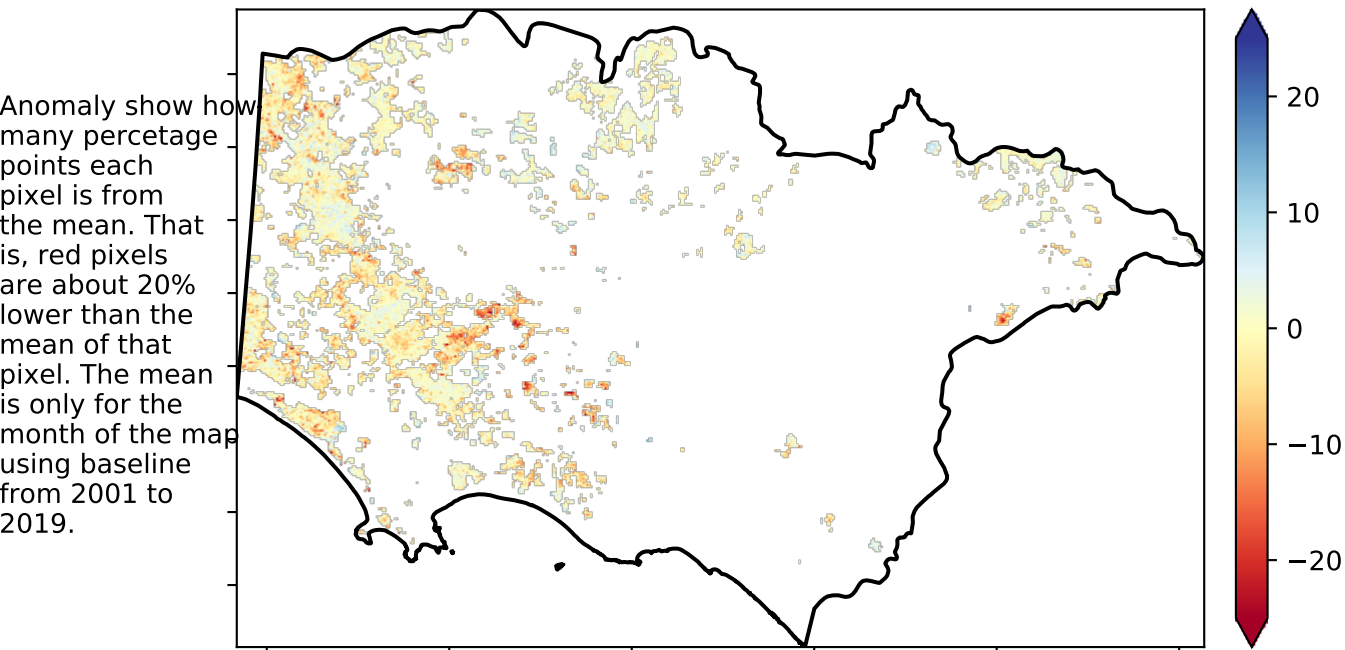 Anomaly show how
many percetage
points each
pixel is from
the mean. That
is, red pixels
are about 20%
lower than the
mean of that
pixel. The mean
is only for the
month of the map
using baseline
from 2001 to
2019.
20
10
0
−10
−20